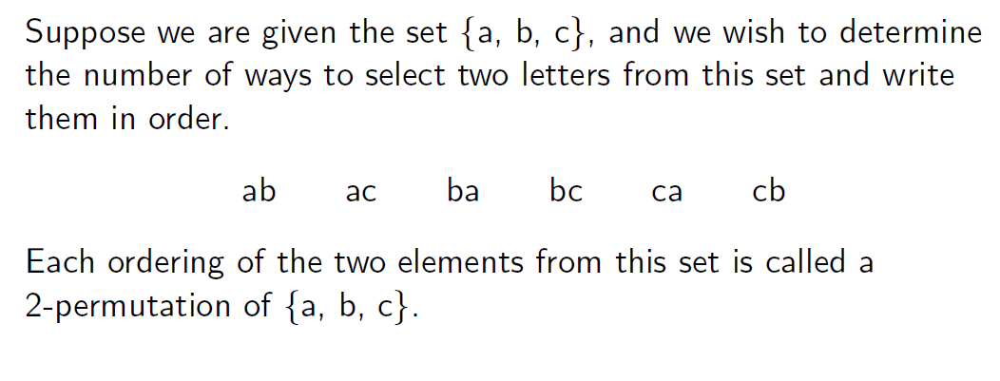 Suppose we are given the set {a, b, c}, and we wish to determine
the number of ways to select two letters from this set and write
them in order.
ab ac ba bc ca cb
Each ordering of the two elements from this set is called a
2-permutation of {a, b, c}.